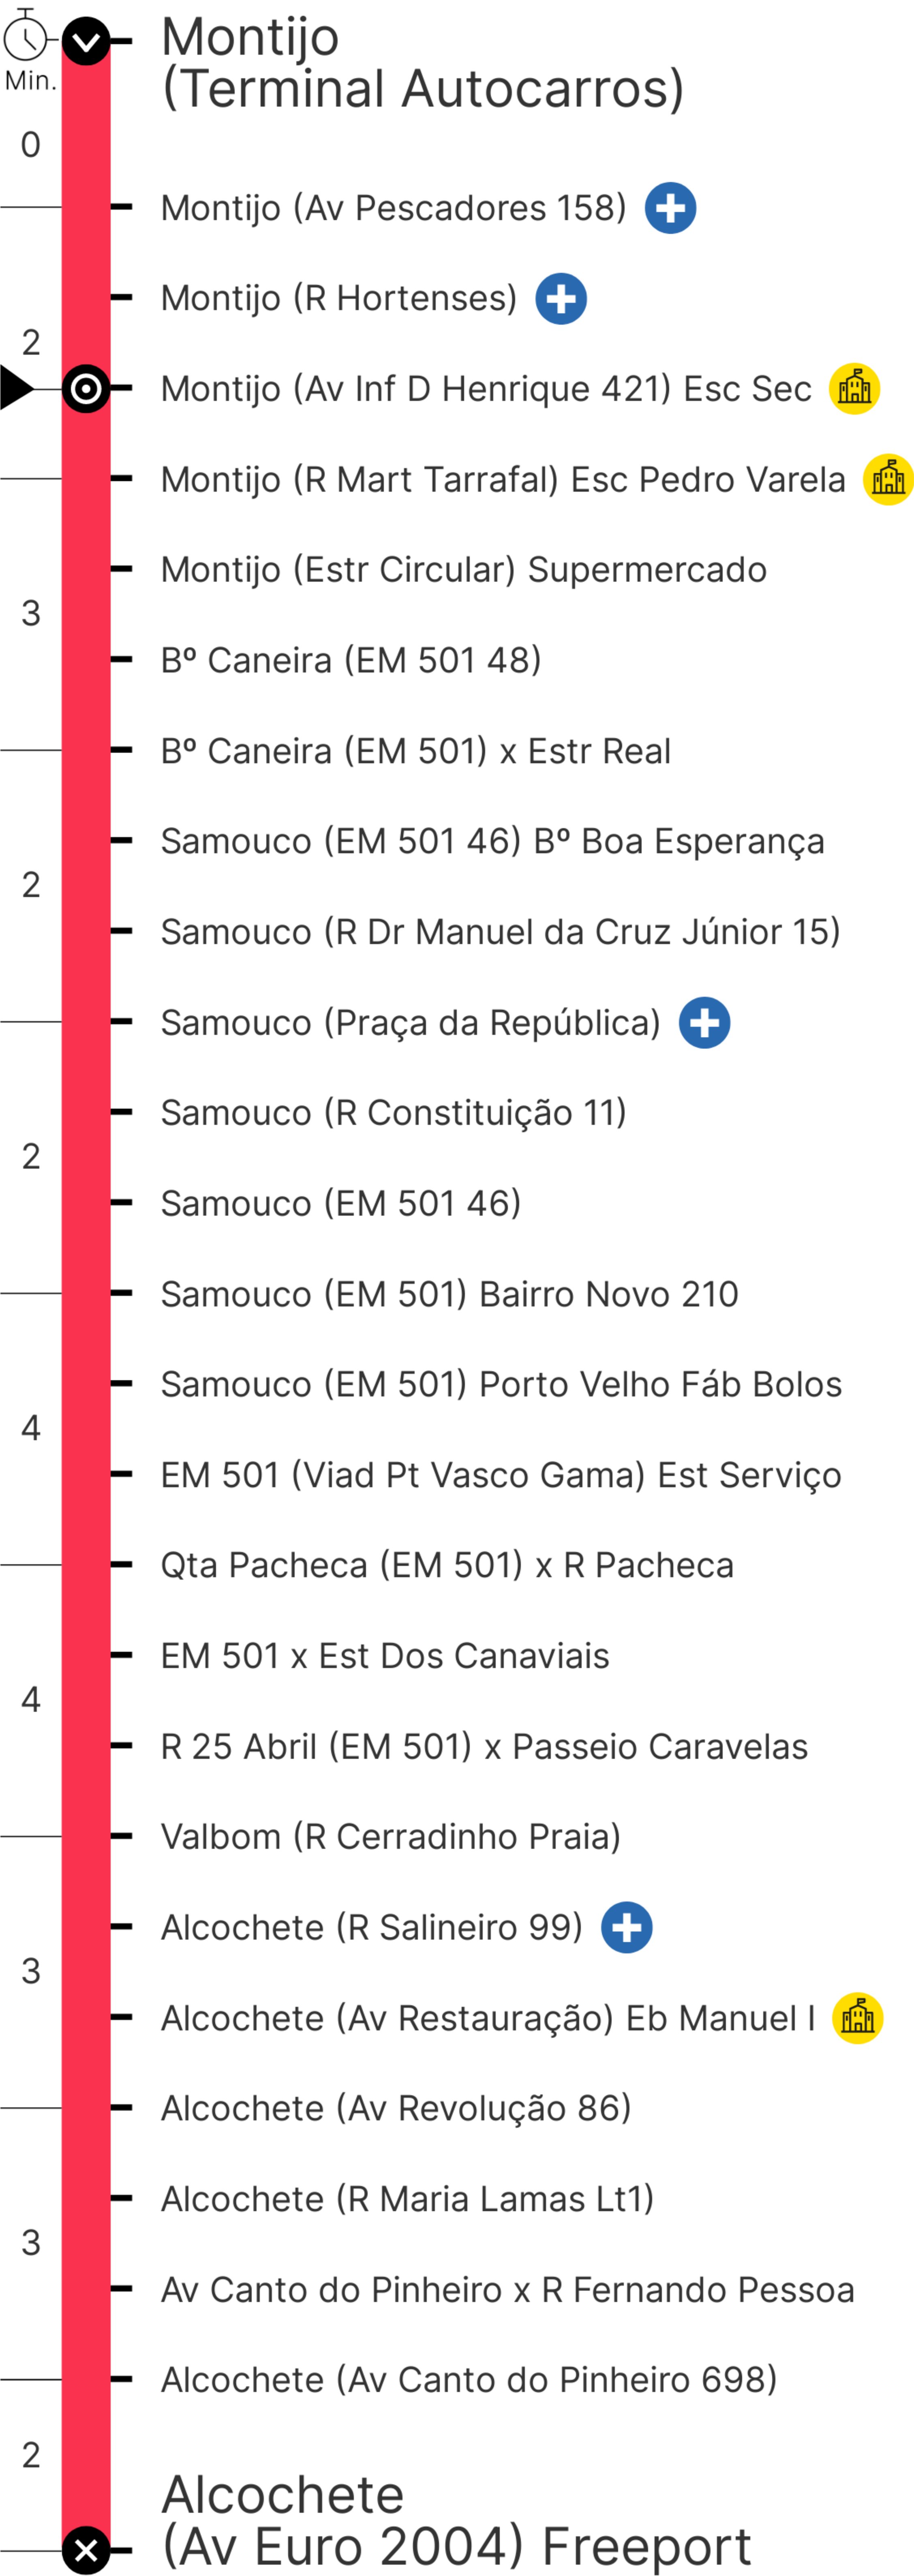 Montijo
(Terminal Autocarros)
Min.
0
Montijo (Av Pescadores 158)
Montijo (R Hortenses)
2
Montijo (Av Inf D Henrique 421) Esc Sec
Montijo (R Mart Tarrafal) Esc Pedro Varela
Montijo (Estr Circular) Supermercado
3
Bº Caneira (EM 501 48)
Bº Caneira (EM 501) x Estr Real
Samouco (EM 501 46) Bº Boa Esperança
2
Samouco (R Dr Manuel da Cruz Júnior 15)
Samouco (Praça da República)
Samouco (R Constituição 11)
2
Samouco (EM 501 46)
Samouco (EM 501) Bairro Novo 210
Samouco (EM 501) Porto Velho Fáb Bolos
4
EM 501 (Viad Pt Vasco Gama) Est Serviço
Qta Pacheca (EM 501) x R Pacheca
EM 501 x Est Dos Canaviais
4
R 25 Abril (EM 501) x Passeio Caravelas
Valbom (R Cerradinho Praia)
Alcochete (R Salineiro 99)
3
Alcochete (Av Restauração) Eb Manuel I
Alcochete (Av Revolução 86)
Alcochete (R Maria Lamas Lt1)
3
Av Canto do Pinheiro x R Fernando Pessoa
Alcochete (Av Canto do Pinheiro 698)
2
Alcochete
(Av Euro 2004) Freeport